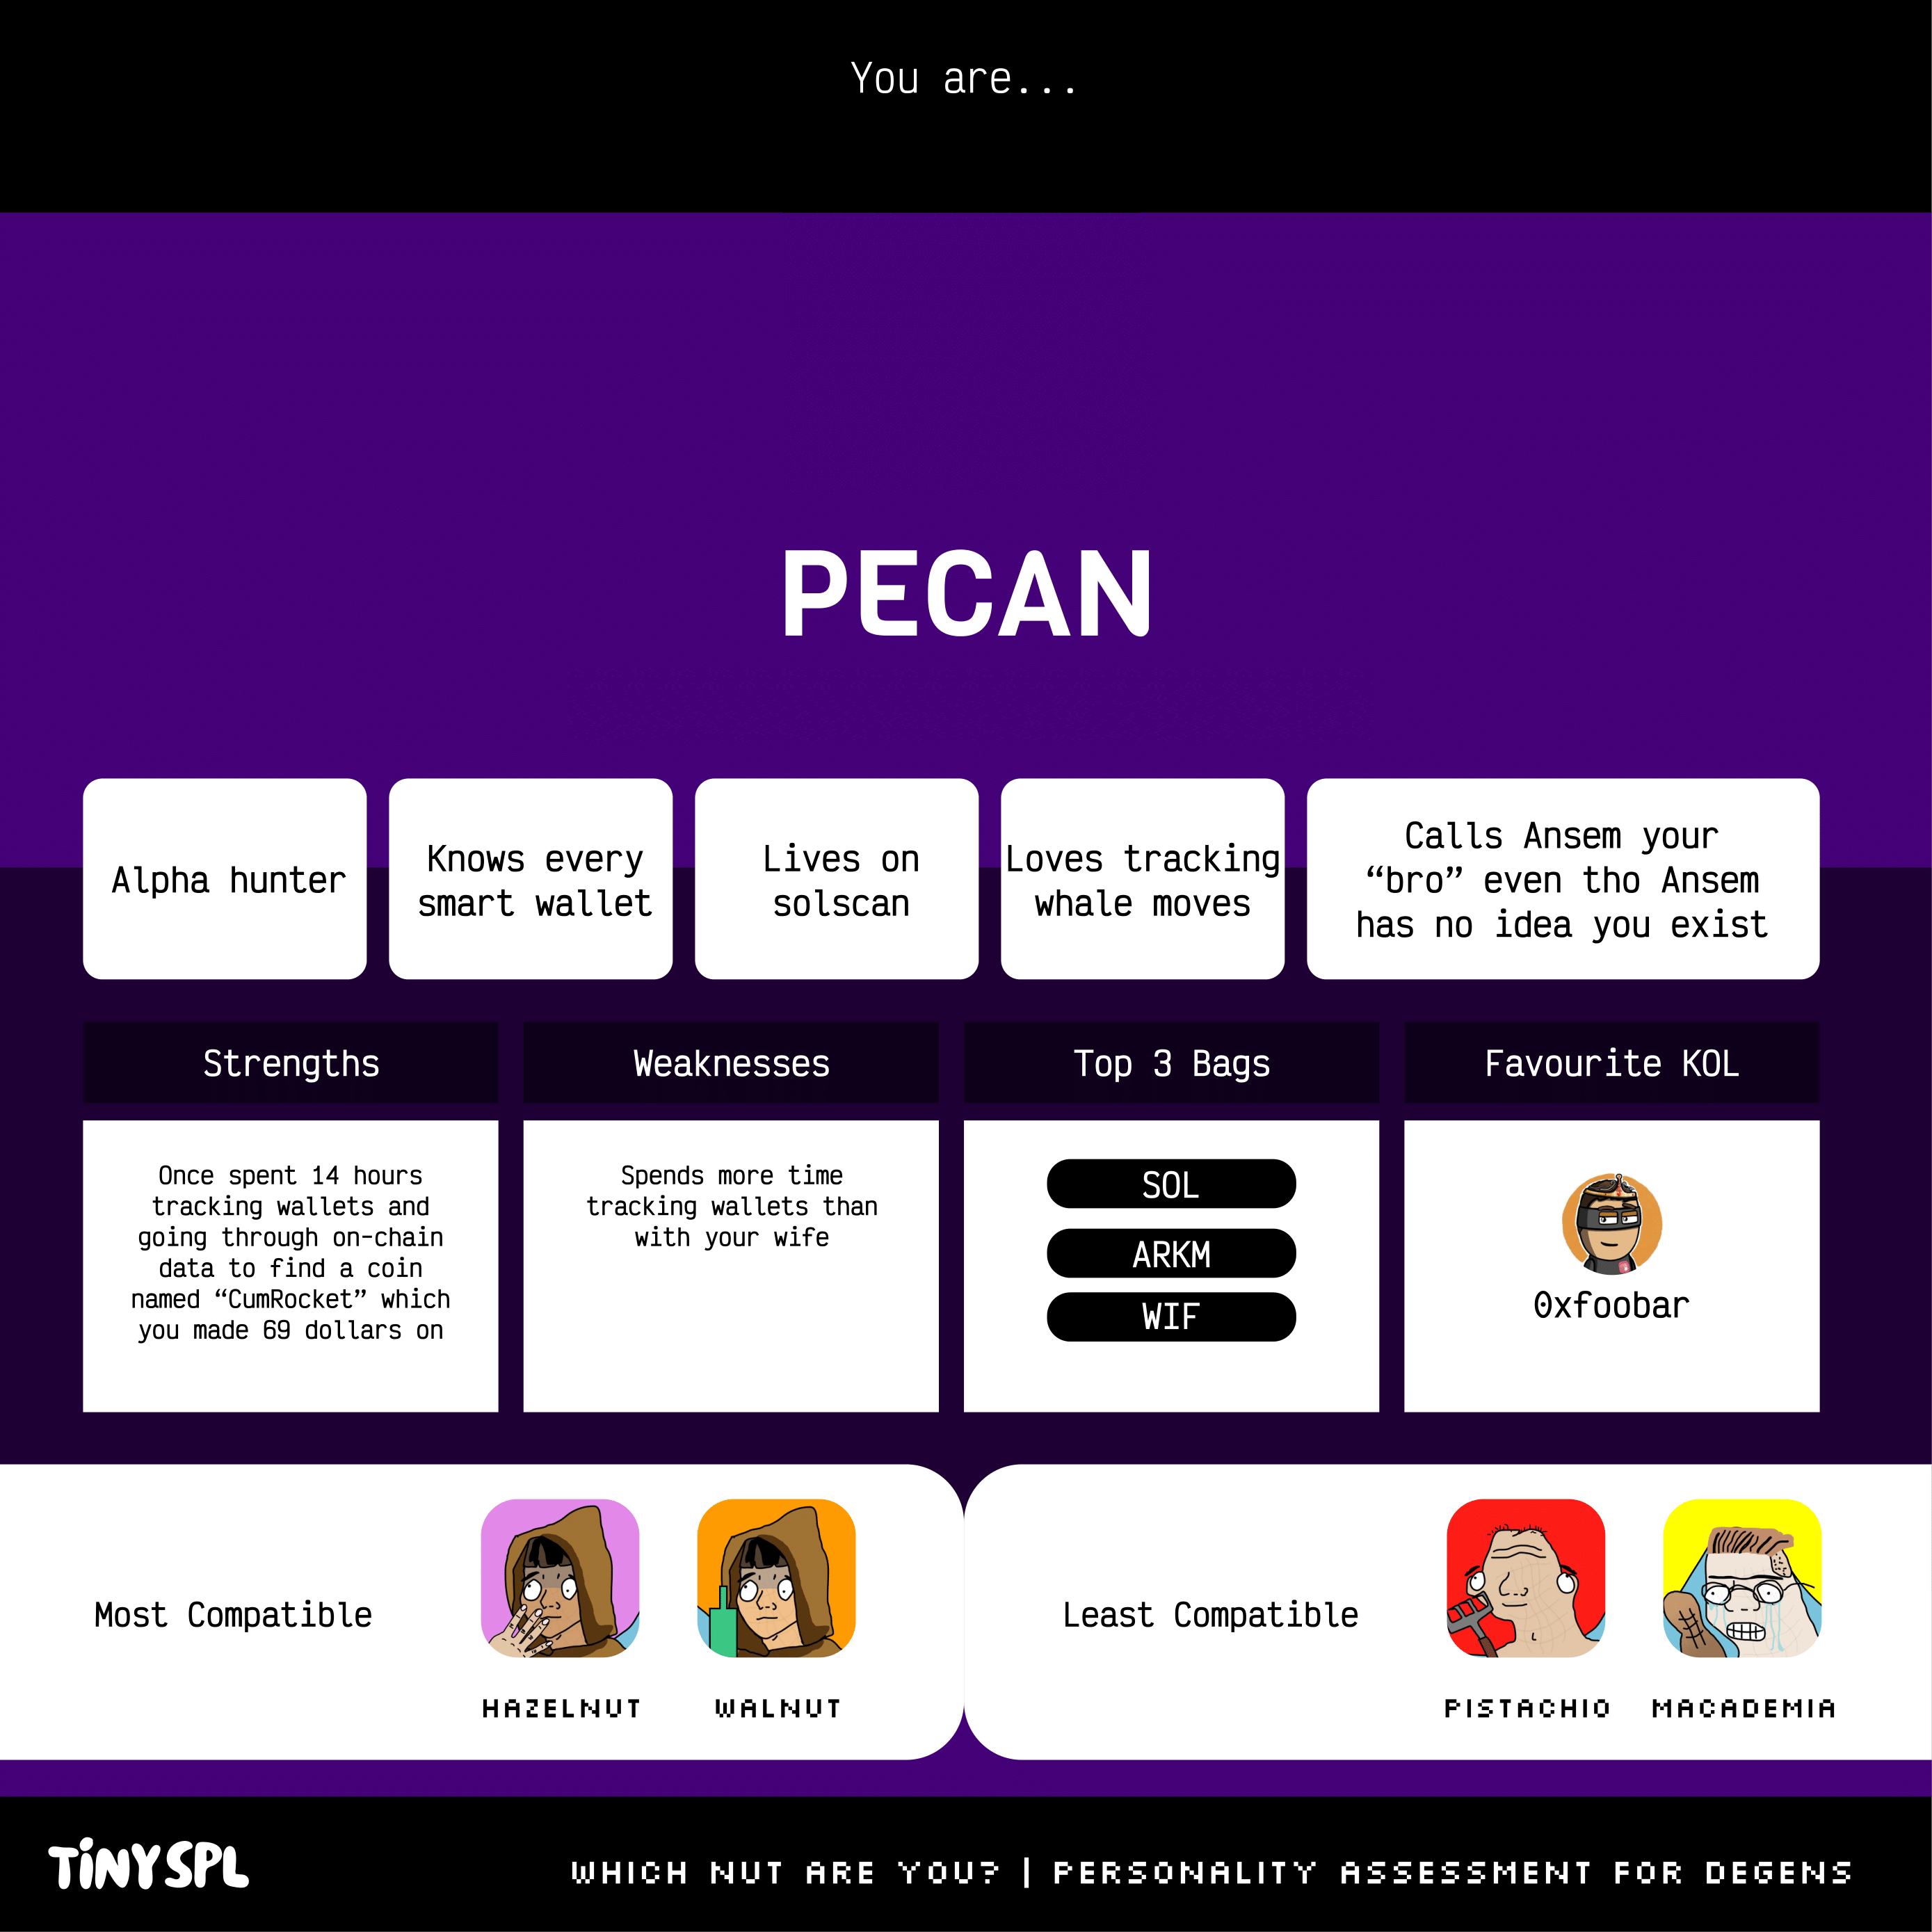 You are...
PECAN
Alpha hunter
Knows every
smart wallet
Lives on
solscan
Loves tracking
whale moves
Calls Ansem your
“bro” even tho Ansem
has no idea you exist
Strengths
Once spent 14 hours
tracking wallets and
going through on-chain
data to find a coin
named “CumRocket” which
you made 69 dollars on
Weaknesses
Spends more time
tracking wallets than
with your wife
Top 3 Bags
SOL
ARKM
WIF
Favourite KOL
0xfoobar
Most Compatible
HAZELNUT
WALNUT
Least Compatible
PISTACHIO
MACADEMIA
TiNY SPL
WHICH NUT ARE YOU? | PERSONALITY ASSESSMENT FOR DEGENS